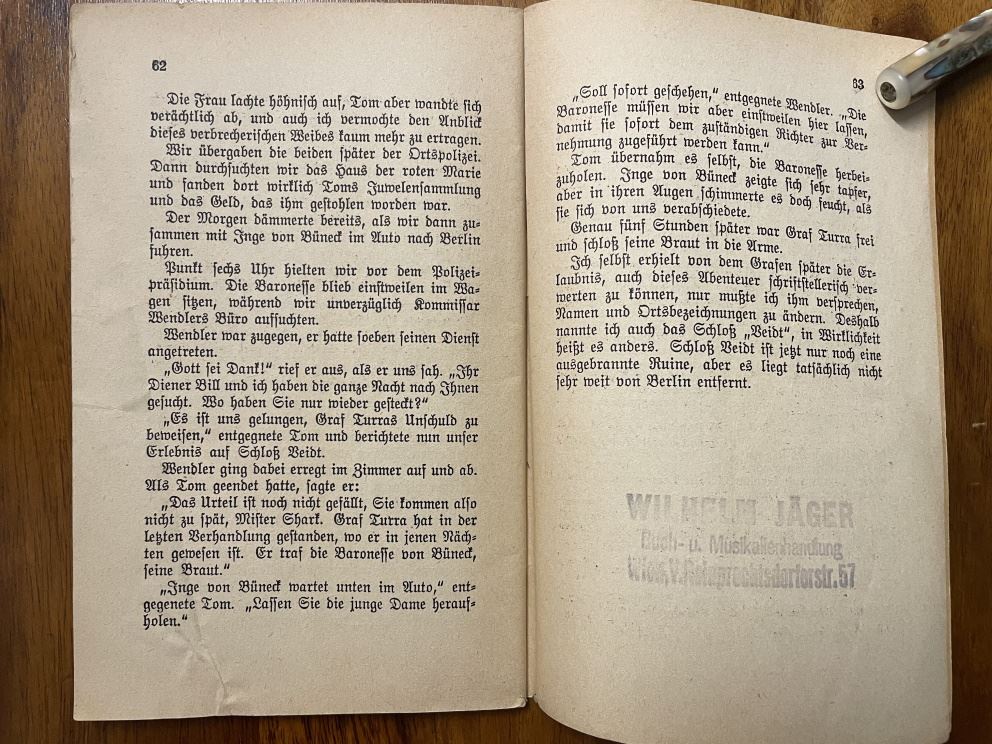 62
Die Frau lachte höhnisch auf, Tom aber wandte sich
verächtlich ab, und auch ich vermochte den Anblick
dieses verbrecherischen Weibes kaum mehr zu ertragen.
Wir übergaben die beiden später der Ortspolizei.
Dann durchsuchten wir das Haus der roten Marie
und fanden dort wirklich Toms Juwelensammlung
und das Geld, das ihm gestohlen worden war.
Der Morgen dämmerte bereits, als wir dann zu-
sammen mit Inge von Büneck im Auto nach Berlin
fuhren.
Punkt sechs Uhr hielten wir vor dem Polizei-
präsidium. Die Baronesse blieb einstweilen im Wa-
gen sitzen, während wir unverzüglich Kommissar
Wendlers Büro aufsuchten.
Wendler war zugegen, er hatte soeben seinen Dienst
angetreten.
„Gott sei Dank!“ rief er aus, als er uns sah. „Ihr
Diener Bill und ich haben die ganze Nacht nach Ihnen
gesucht. Wo haben Sie nur wieder gesteckt?“
„Es ist uns gelungen, Graf Turras Unschuld zu
beweisen,“ entgegnete Tom und berichtete nun unser
Erlebnis auf Schloß Veidt.
Wendler ging dabei erregt im Zimmer auf und ab.
Als Tom geendet hatte, sagte er:
„Das Urteil ist noch nicht gefällt, Sie kommen also
nicht zu spät, Mister Shark. Graf Turra hat in der
letzten Verhandlung gestanden, wo er in jenen Näch-
ten gewesen ist. Er traf die Baronesse von Büneck,
seine Braut.“
„Inge von Büneck wartet unten im Auto,“ ent-
gegnete Tom. „Lassen Sie die junge Dame herauf-
holen.“
63
„Soll sofort geschehen,“ entgegnete Wendler. „Die
Baronesse müssen wir aber einstweilen hier lassen,
damit sie sofort dem zuständigen Richter zur Ver-
nehmung zugeführt werden kann.“
Tom übernahm es selbst, die Baronesse herbei-
zuholen. Inge von Büneck zeigte sich sehr tapfer,
aber in ihren Augen schimmerte es doch feucht, als
sie sich von uns verabschiedete.
Genau fünf Stunden später war Graf Turra frei
und schloß seine Braut in die Arme.
Ich selbst erhielt von dem Grafen später die Er-
laubnis, auch dieses Abenteuer schriftstellerisch ver-
werten zu können, nur mußte ich ihm versprechen,
Namen und Ortsbezeichnungen zu ändern. Deshalb
nannte ich auch das Schloß „Veidt“, in Wirklichkeit
heißt es anders. Schloß Veidt ist jetzt nur noch eine
ausgebrannte Ruine, aber es liegt tatsächlich nicht
sehr weit von Berlin entfernt.
WILHELM JÄGER
Buch- u. Musikalienhandlung
Wien, V. Reinprechtsdorferstr. 57